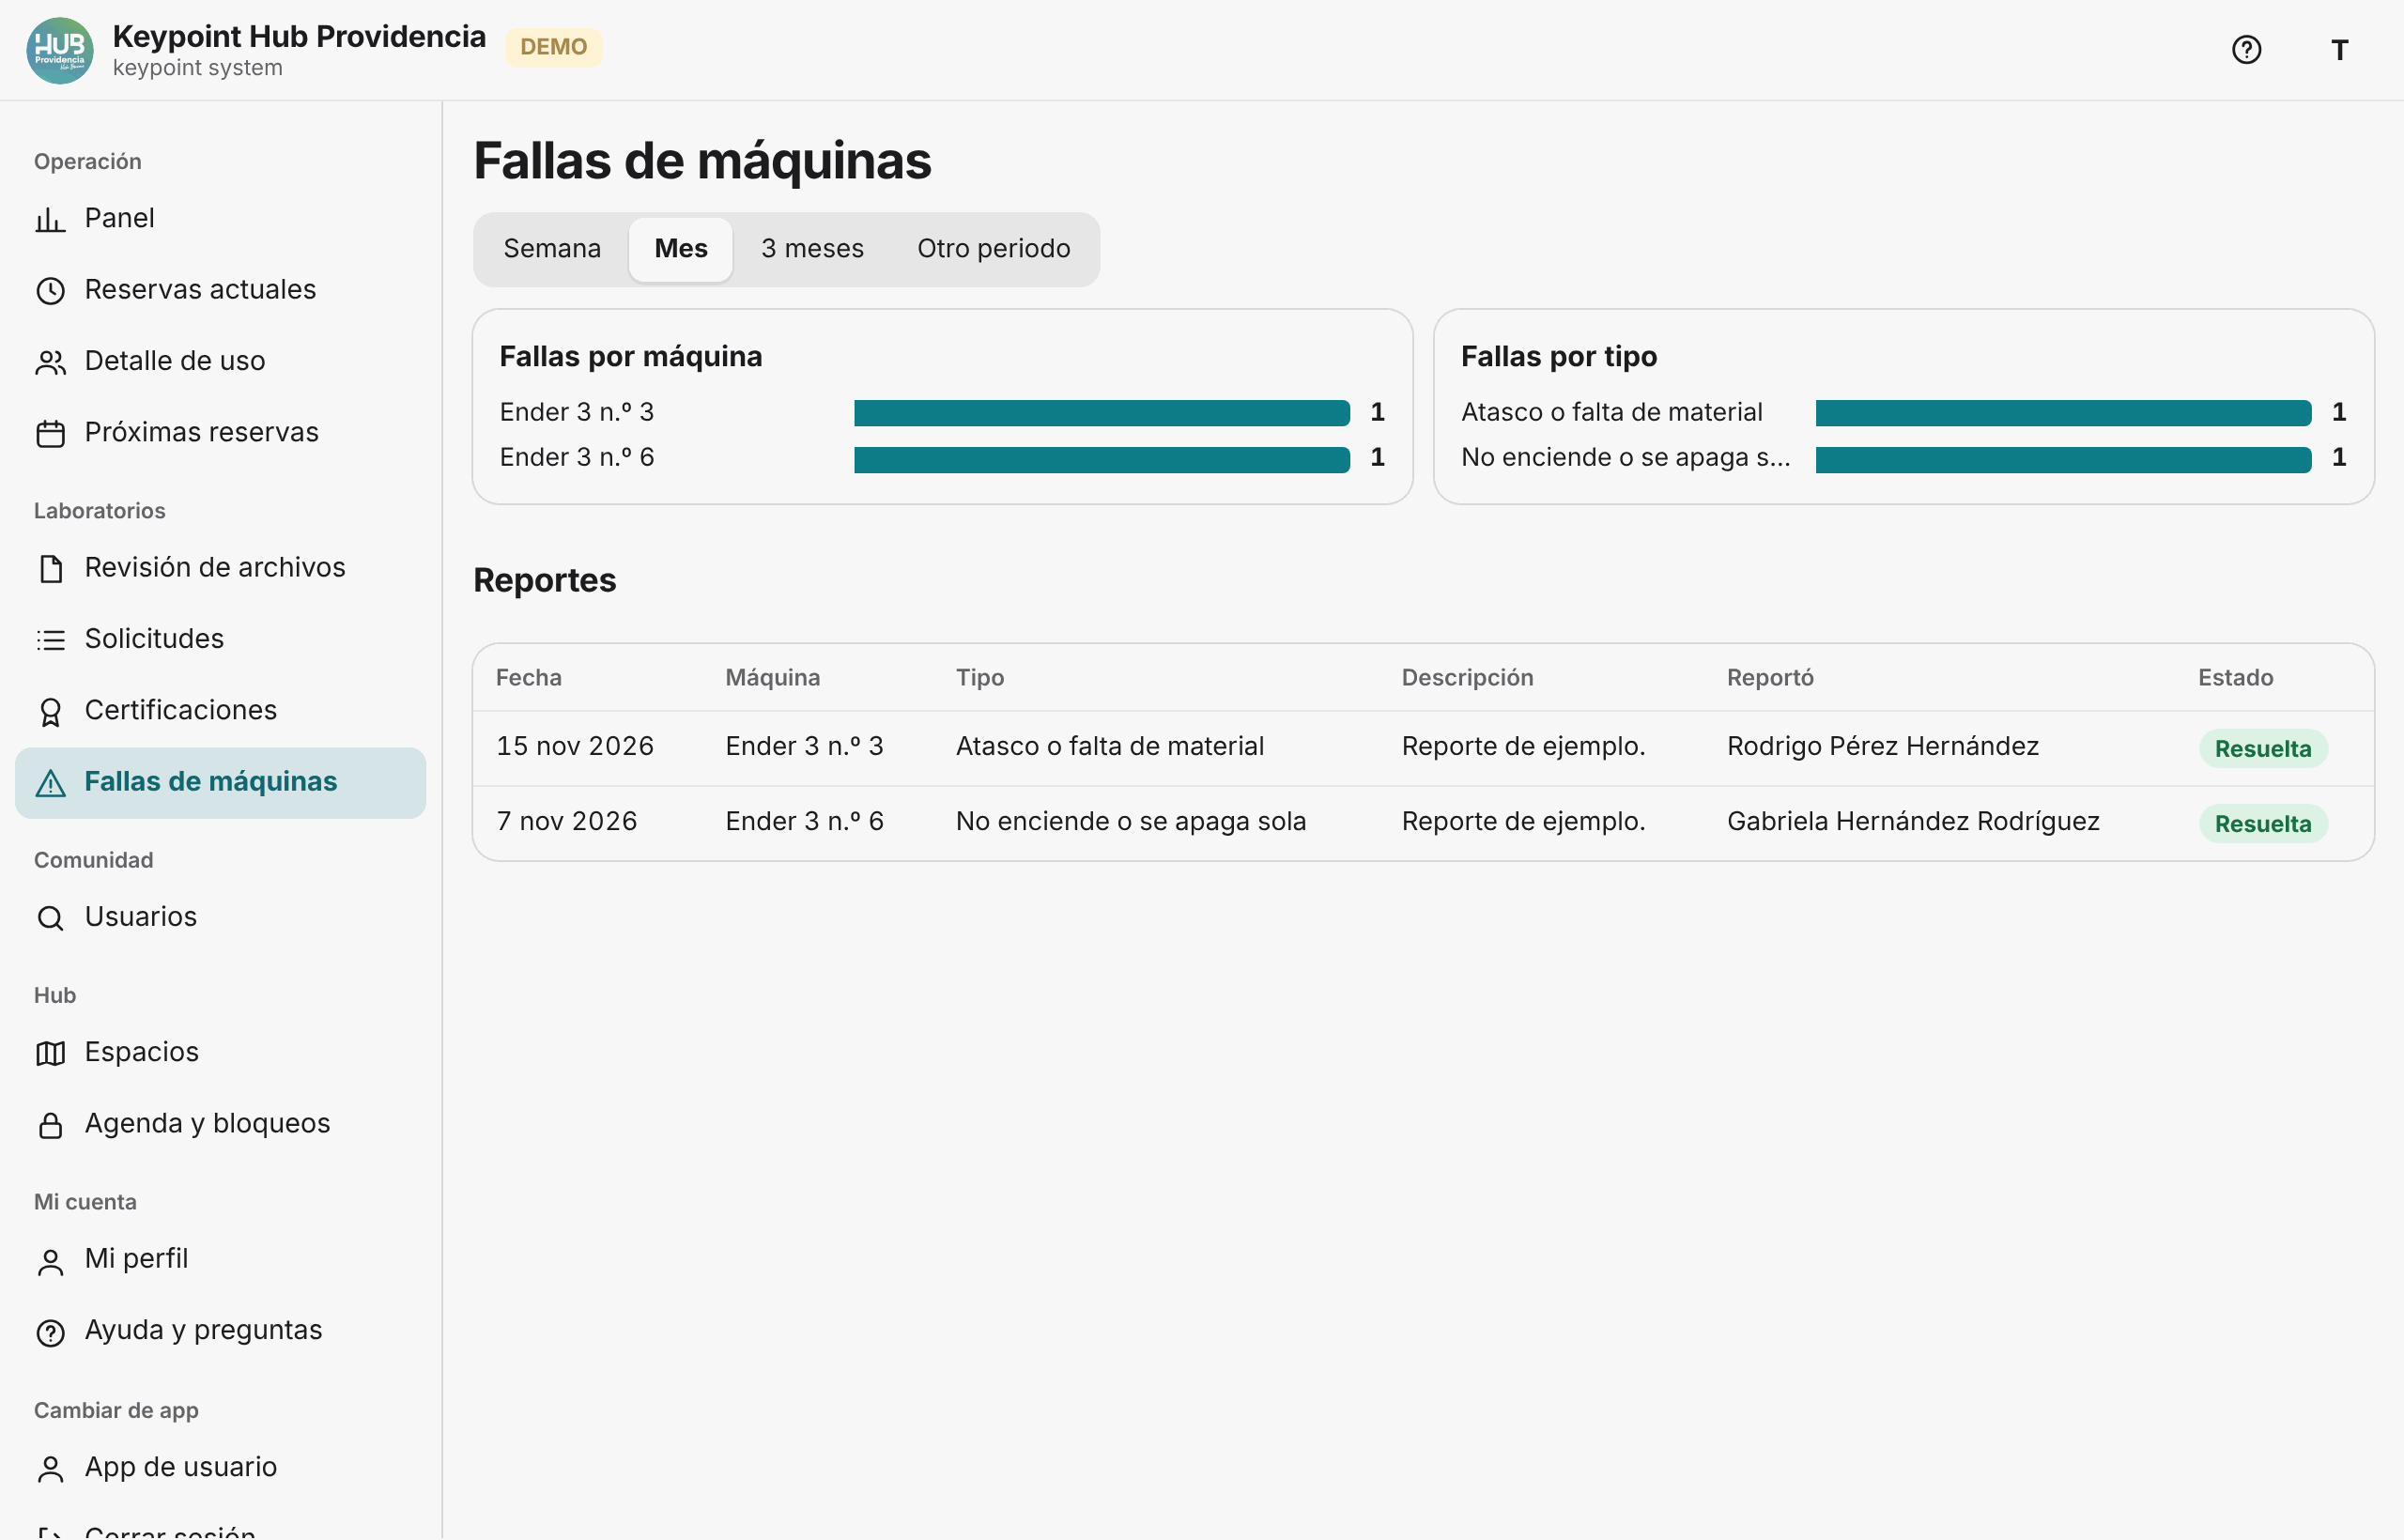 HUB
Providencia
Keypoint Hub Providencia
keypoint system
DEMO
T
Operación
Panel
Reservas actuales
Detalle de uso
Próximas reservas
Laboratorios
Revisión de archivos
Solicitudes
Certificaciones
Fallas de máquinas
Comunidad
Usuarios
Hub
Espacios
Agenda y bloqueos
Mi cuenta
Mi perfil
Ayuda y preguntas
Cambiar de app
App de usuario
Cerrar sesión
Fallas de máquinas
Semana Mes 3 meses Otro periodo
Fallas por máquina
Ender 3 n.º 3 1
Ender 3 n.º 6 1
Fallas por tipo
Atasco o falta de material 1
No enciende o se apaga s... 1
Reportes
Fecha Máquina Tipo Descripción Reportó Estado
15 nov 2026 Ender 3 n.º 3 Atasco o falta de material Reporte de ejemplo. Rodrigo Pérez Hernández Resuelta
7 nov 2026 Ender 3 n.º 6 No enciende o se apaga sola Reporte de ejemplo. Gabriela Hernández Rodríguez Resuelta